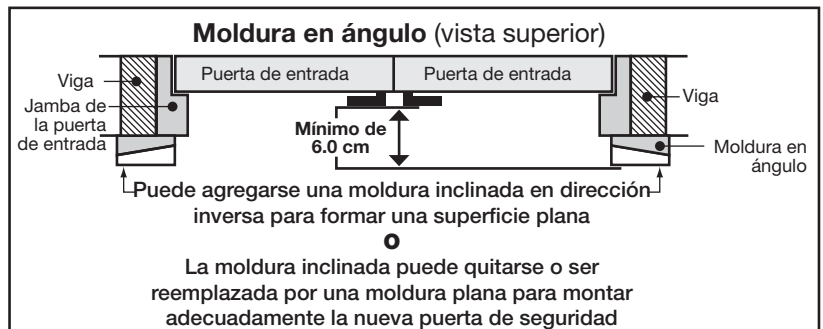 Moldura en ángulo (vista superior)
Puerta de entrada
Puerta de entrada
Viga
Jamba de
la puerta
de entrada
Mínimo de
6.0 cm
Viga
Moldura en
ángulo
Puede agregarse una moldura inclinada en dirección
inversa para formar una superficie plana
o
La moldura inclinada puede quitarse o ser
reemplazada por una moldura plana para montar
adecuadamente la nueva puerta de seguridad